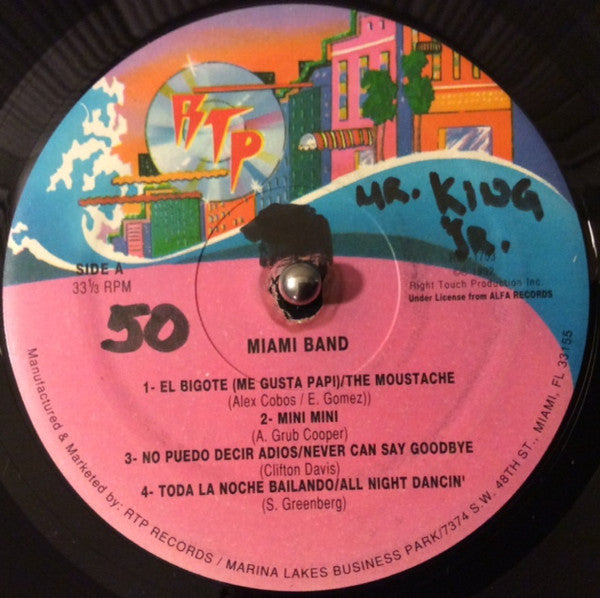 RTP
MR. KING
JR.
SIDE A
33⅓ RPM
1992
Right Touch Production Inc.
Under License from ALFA RECORDS
50
MIAMI BAND
1- EL BIGOTE (ME GUSTA PAPI)/THE MOUSTACHE
(Alex Cobos / E. Gomez))
2- MINI MINI
(A. Grub Cooper)
3- NO PUEDO DECIR ADIOS/NEVER CAN SAY GOODBYE
(Clifton Davis)
4- TODA LA NOCHE BAILANDO/ALL NIGHT DANCIN'
(S. Greenberg)
Manufactured & Marketed by: RTP RECORDS / MARINA LAKES BUSINESS PARK/7374 S.W. 48TH ST., MIAMI, FL 33155